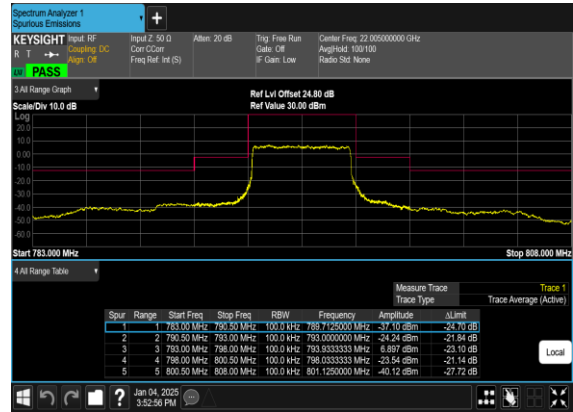 Spectrum Analyzer 1
Spurious Emissions
+
KEYSIGHT Input: RF Input Z: 50 Ω Atten: 20 dB Trig: Free Run Center Freq: 22.005000000 GHz
R T Coupling: DC Corr CCorr Gate: Off Avg|Hold: 100/100
Align: Off Freq Ref: Int (S) IF Gain: Low Radio Std: None
LW PASS
3 All Range Graph
Ref Lvl Offset 24.80 dB
Scale/Div 10.0 dB Ref Value 30.00 dBm
Log
20.0
10.0
0.00
-10.0
-20.0
-30.0
-40.0
-50.0
-60.0
Start 783.000 MHz Stop 808.000 MHz
4 All Range Table
Measure Trace Trace 1
Trace Type Trace Average (Active)
Spur Range Start Freq Stop Freq RBW Frequency Amplitude ΔLimit
1 1 783.00 MHz 790.50 MHz 100.0 kHz 789.7125000 MHz -37.10 dBm -24.70 dB
2 2 790.50 MHz 793.00 MHz 100.0 kHz 793.0000000 MHz -24.24 dBm -21.84 dB
3 3 793.00 MHz 798.00 MHz 100.0 kHz 793.9333333 MHz 6.897 dBm -23.10 dB
4 4 798.00 MHz 800.50 MHz 100.0 kHz 798.0333333 MHz -23.54 dBm -21.14 dB
5 5 800.50 MHz 808.00 MHz 100.0 kHz 801.1250000 MHz -40.12 dBm -27.72 dB
Local
? Jan 04, 2025
3:52:56 PM